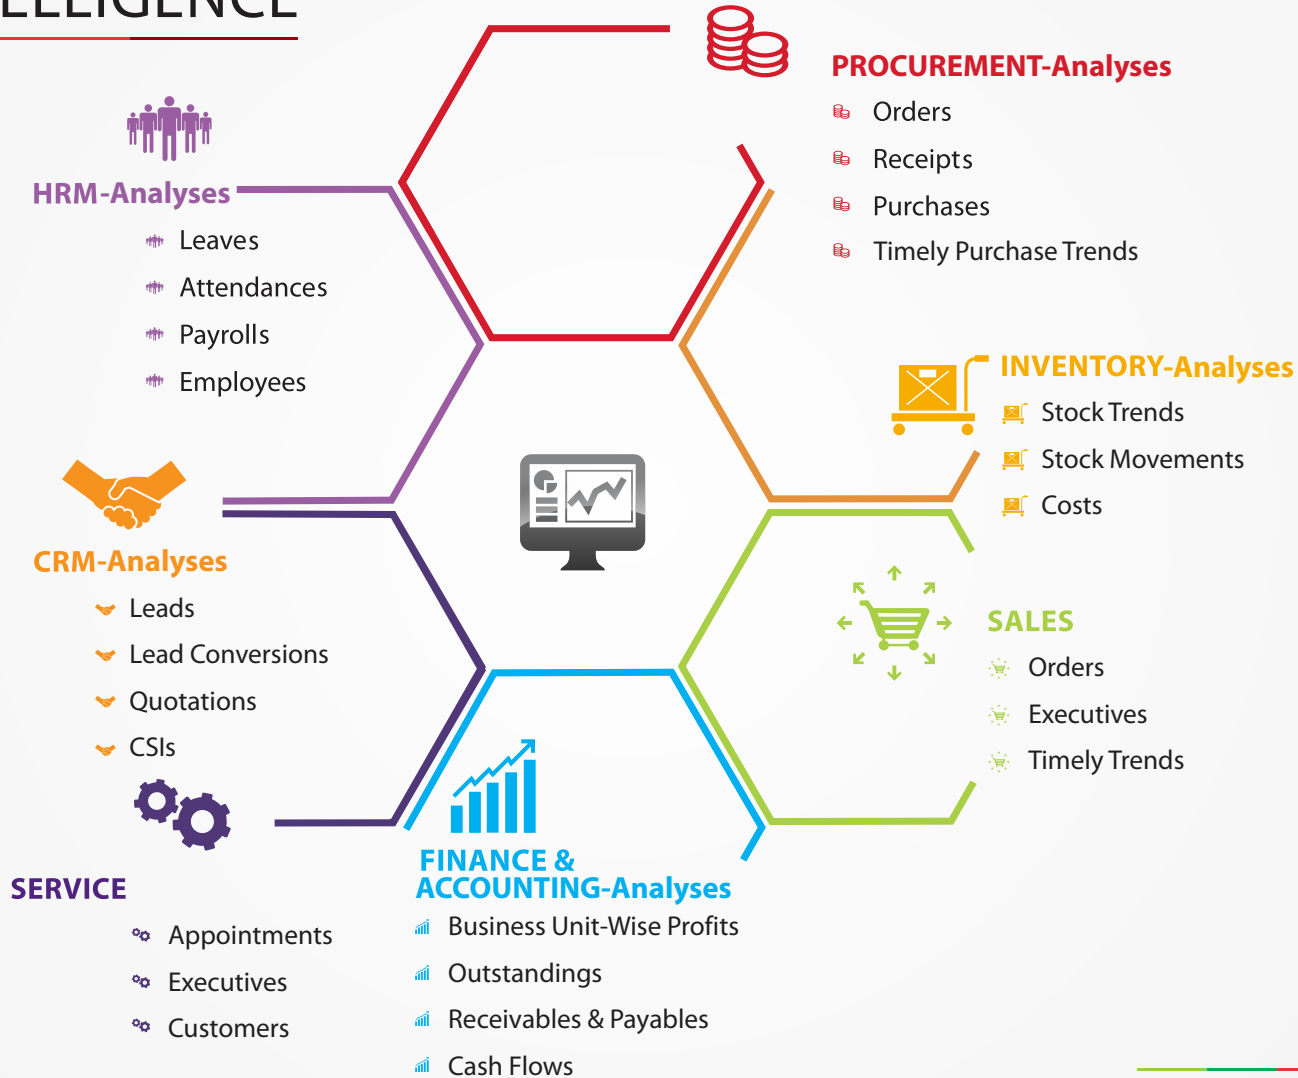 ELLIGENCE
PROCUREMENT-Analyses
Orders
Receipts
Purchases
Timely Purchase Trends
HRM-Analyses
Leaves
Attendances
Payrolls
Employees
INVENTORY-Analyses
Stock Trends
Stock Movements
Costs
CRM-Analyses
Leads
Lead Conversions
Quotations
CSIs
SALES
Orders
Executives
Timely Trends
SERVICE
Appointments
Executives
Customers
FINANCE &
ACCOUNTING-Analyses
Business Unit-Wise Profits
Outstandings
Receivables & Payables
Cash Flows